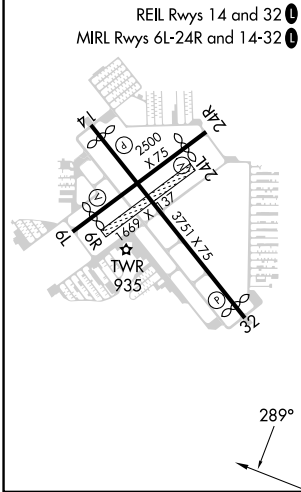 REIL Rwys 14 and 32 L
MIRL Rwys 6L-24R and 14-32 L
14
P
2500
X 75
24R
24L
V
V
6L
6R
1669 X 137
3751 X 75
TWR
935
P
32
289°